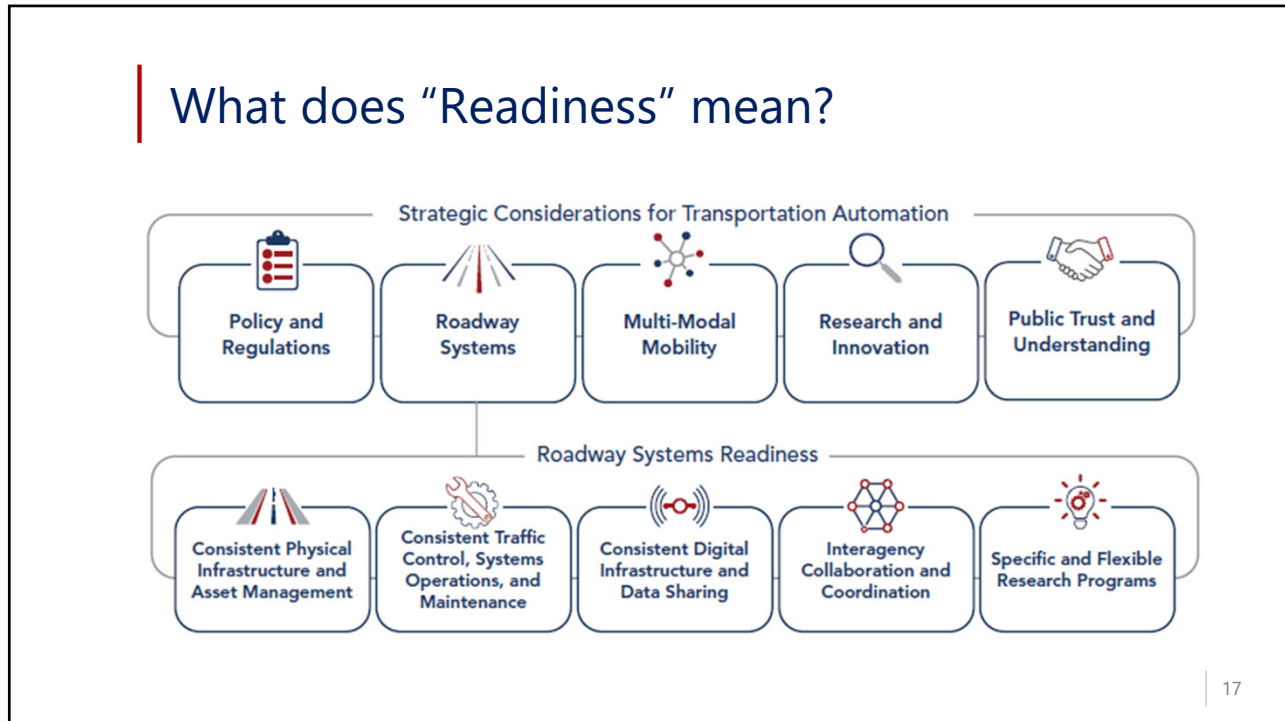 What does “Readiness” mean?
Strategic Considerations for Transportation Automation
Policy and
Regulations
Roadway
Systems
Multi-Modal
Mobility
Research and
Innovation
Public Trust and
Understanding
Roadway Systems Readiness
Consistent Physical
Infrastructure and
Asset Management
Consistent Traffic
Control, Systems
Operations, and
Maintenance
Consistent Digital
Infrastructure and
Data Sharing
Interagency
Collaboration and
Coordination
Specific and Flexible
Research Programs
17